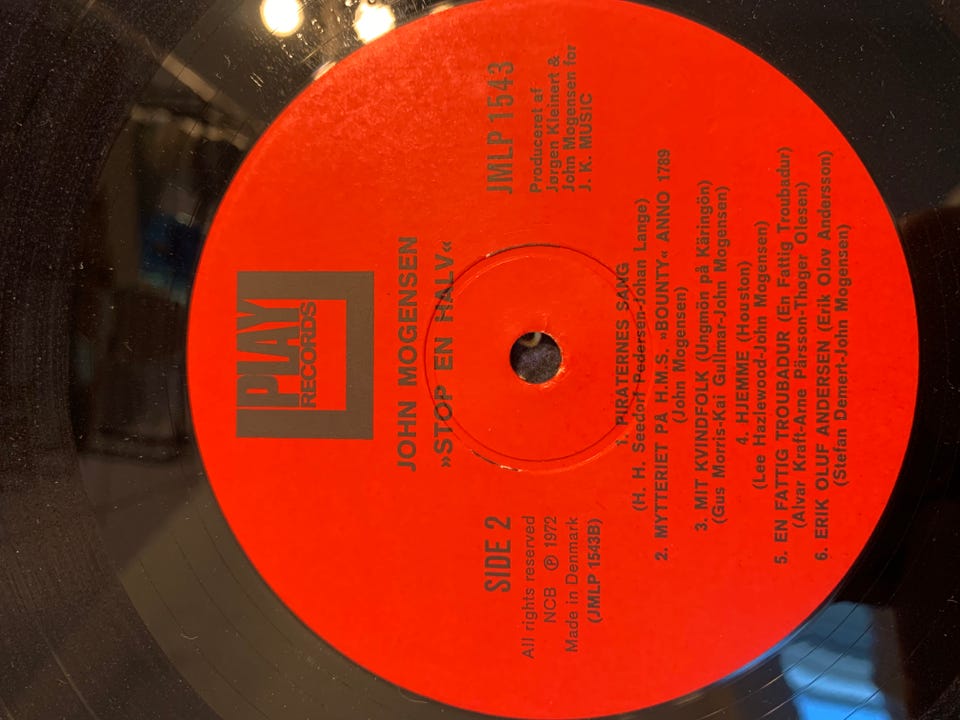 PLAY
RECORDS
JOHN MOGENSEN
»STOP EN HALV«
SIDE 2
All rights reserved
NCB Ⓟ 1972
Made in Denmark
(JMLP 1543B)
JMLP 1543
Produceret af
Jørgen Kleinert &
John Mogensen for
J. K. MUSIC
1. PIRATERNES SANG
(H. H. Seedorf Pedersen-Johan Lange)
2. MYTTERIET PÅ H.M.S. »BOUNTY« ANNO 1789
(John Mogensen)
3. MIT KVINDFOLK (Ungmön på Käringön)
(Gus Morris-Kai Gullmar-John Mogensen)
4. HJEMME (Houston)
(Lee Hazlewood-John Mogensen)
5. EN FATTIG TROUBADUR (En Fattig Troubadur)
(Alvar Kraft-Arne Pärsson-Thøger Olesen)
6. ERIK OLUF ANDERSEN (Erik Olov Andersson)
(Stefan Demert-John Mogensen)